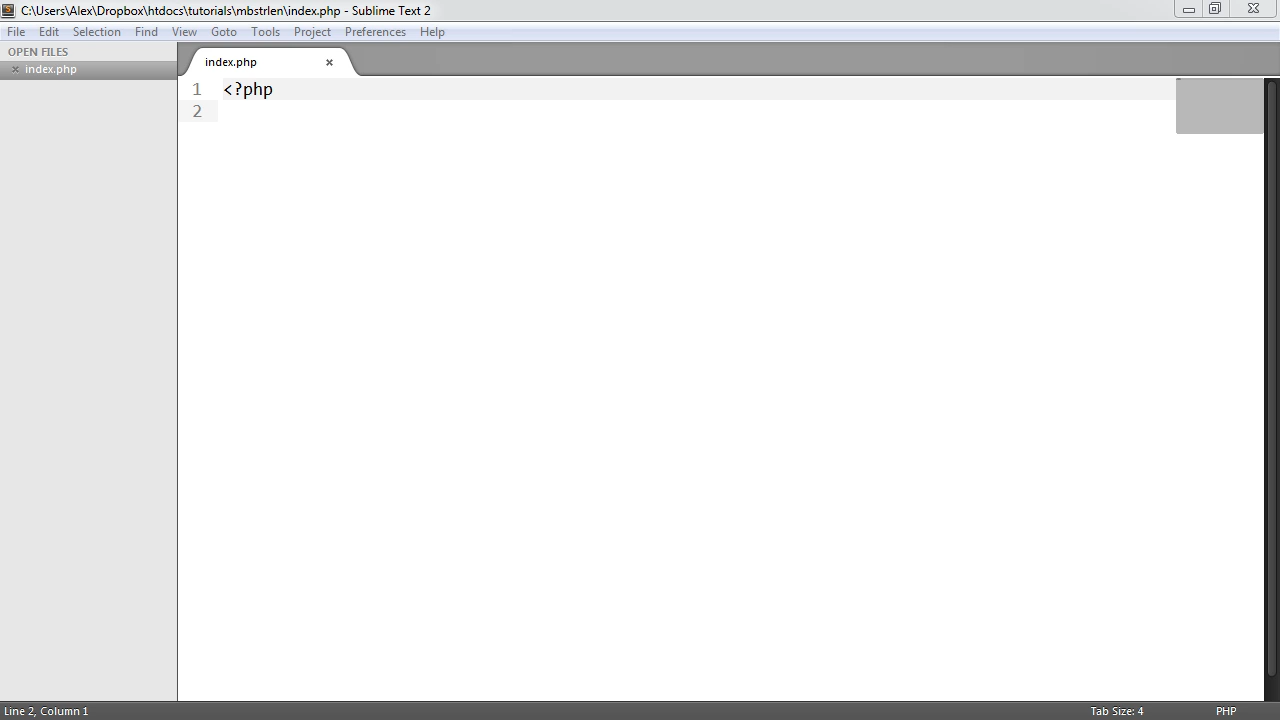 C:\Users\Alex\Dropbox\htdocs\tutorials\mbstrlen\index.php - Sublime Text 2
File Edit Selection Find View Goto Tools Project Preferences Help
OPEN FILES
index.php
index.php
1 <?php
2
Line 2, Column 1
Tab Size: 4
PHP